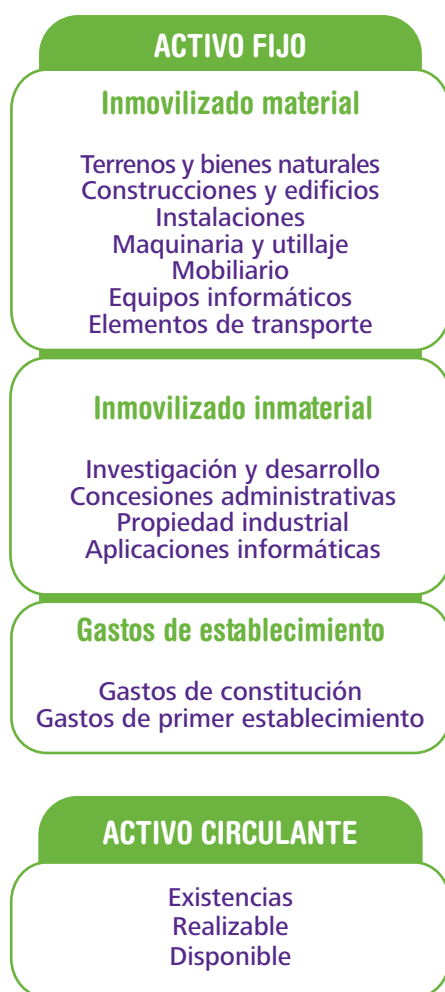 ACTIVO FIJO
Inmovilizado material
Terrenos y bienes naturales
Construcciones y edificios
Instalaciones
Maquinaria y utillaje
Mobiliario
Equipos informáticos
Elementos de transporte
Inmovilizado inmaterial
Investigación y desarrollo
Concesiones administrativas
Propiedad industrial
Aplicaciones informáticas
Gastos de establecimiento
Gastos de constitución
Gastos de primer establecimiento
ACTIVO CIRCULANTE
Existencias
Realizable
Disponible